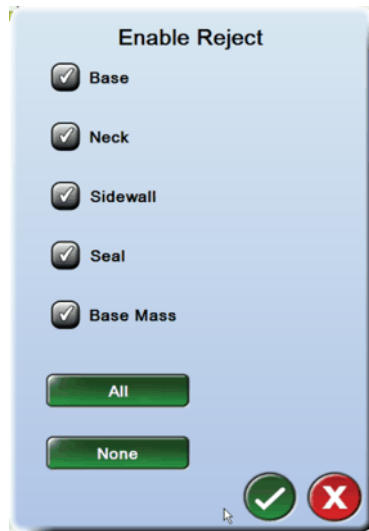 Enable Reject
Base
Neck
Sidewall
Seal
Base Mass
All
None